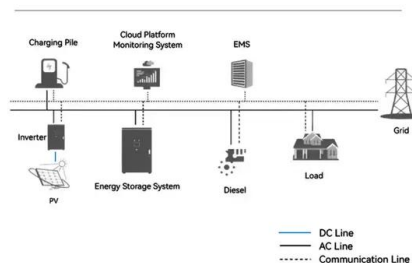 Charging Pile
Cloud Platform
Monitoring System
EMS
Grid
Inverter
PV
Energy Storage System
Diesel
Load
DC Line
AC Line
Communication Line